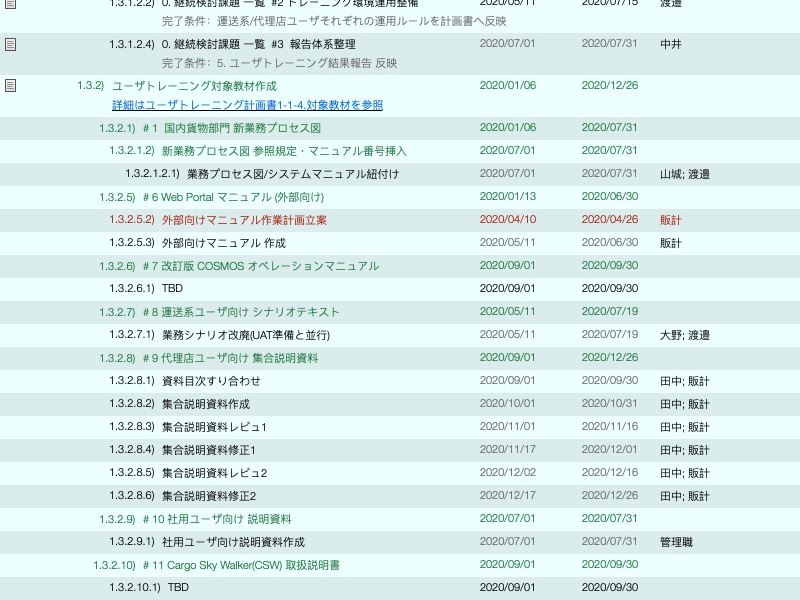 1.3.1.2.2) 0. 継続検討課題 一覧 #2 トレーニング環境運用整備 2020/05/11 2020/07/15 渡邉
完了条件：運送系/代理店ユーザそれぞれの運用ルールを計画書へ反映
1.3.1.2.4) 0. 継続検討課題 一覧 #3 報告体系整理 2020/07/01 2020/07/31 中井
完了条件：5. ユーザトレーニング結果報告 反映
1.3.2) ユーザトレーニング対象教材作成 2020/01/06 2020/12/26
詳細はユーザトレーニング計画書1-1-4.対象教材を参照
1.3.2.1) # 1 国内貨物部門 新業務プロセス図 2020/01/06 2020/07/31
1.3.2.1.2) 新業務プロセス図 参照規定・マニュアル番号挿入 2020/07/01 2020/07/31
1.3.2.1.2.1) 業務プロセス図/システムマニュアル紐付け 2020/07/01 2020/07/31 山城; 渡邉
1.3.2.5) # 6 Web Portal マニュアル (外部向け) 2020/01/13 2020/06/30
1.3.2.5.2) 外部向けマニュアル作業計画立案 2020/04/10 2020/04/26 販計
1.3.2.5.3) 外部向けマニュアル 作成 2020/05/11 2020/06/30 販計
1.3.2.6) # 7 改訂版 COSMOS オペレーションマニュアル 2020/09/01 2020/09/30
1.3.2.6.1) TBD 2020/09/01 2020/09/30
1.3.2.7) # 8 運送系ユーザ向け シナリオテキスト 2020/05/11 2020/07/19
1.3.2.7.1) 業務シナリオ改廃(UAT準備と並行) 2020/05/11 2020/07/19 大野; 渡邉
1.3.2.8) # 9 代理店ユーザ向け 集合説明資料 2020/09/01 2020/12/26
1.3.2.8.1) 資料目次すり合わせ 2020/09/01 2020/09/30 田中; 販計
1.3.2.8.2) 集合説明資料作成 2020/10/01 2020/10/31 田中; 販計
1.3.2.8.3) 集合説明資料レビュ1 2020/11/01 2020/11/16 田中; 販計
1.3.2.8.4) 集合説明資料修正1 2020/11/17 2020/12/01 田中; 販計
1.3.2.8.5) 集合説明資料レビュ2 2020/12/02 2020/12/16 田中; 販計
1.3.2.8.6) 集合説明資料修正2 2020/12/17 2020/12/26 田中; 販計
1.3.2.9) # 10 社用ユーザ向け 説明資料 2020/07/01 2020/07/31
1.3.2.9.1) 社用ユーザ向け説明資料作成 2020/07/01 2020/07/31 管理職
1.3.2.10) # 11 Cargo Sky Walker(CSW) 取扱説明書 2020/09/01 2020/09/30
1.3.2.10.1) TBD 2020/09/01 2020/09/30